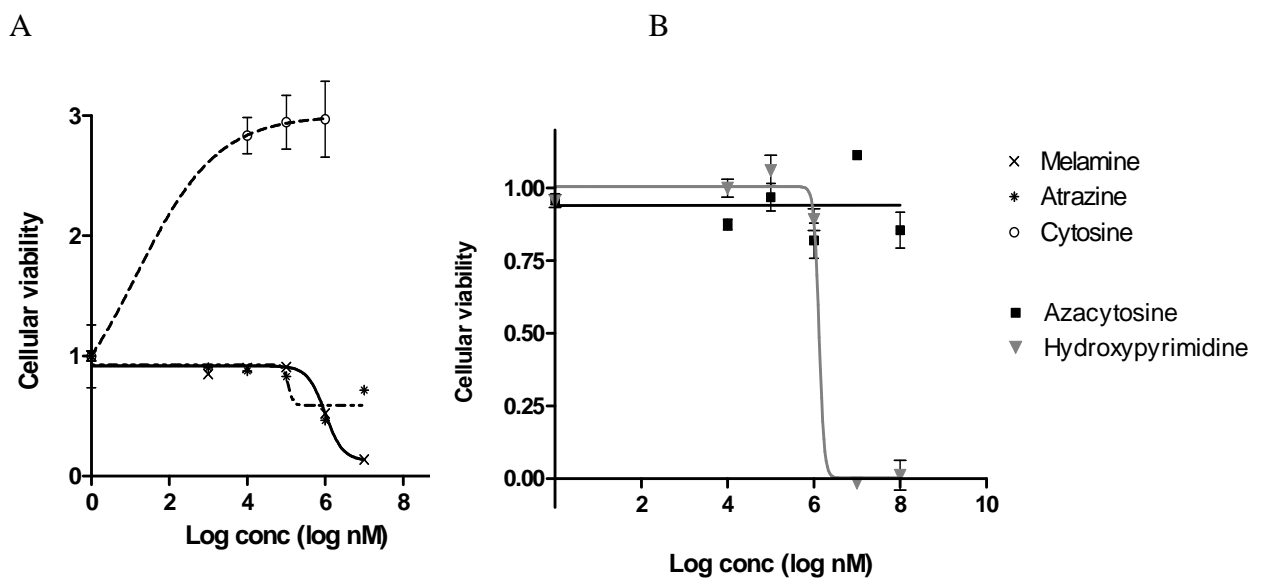 A
B
3
2
1
0
Cellular viability
0
2
4
6
8
Log conc (log nM)
1.00
0.75
0.50
0.25
0.00
Cellular viability
2
4
6
8
10
Log conc (log nM)
Melamine
Atrazine
Cytosine
Azacytosine
Hydroxypyrimidine